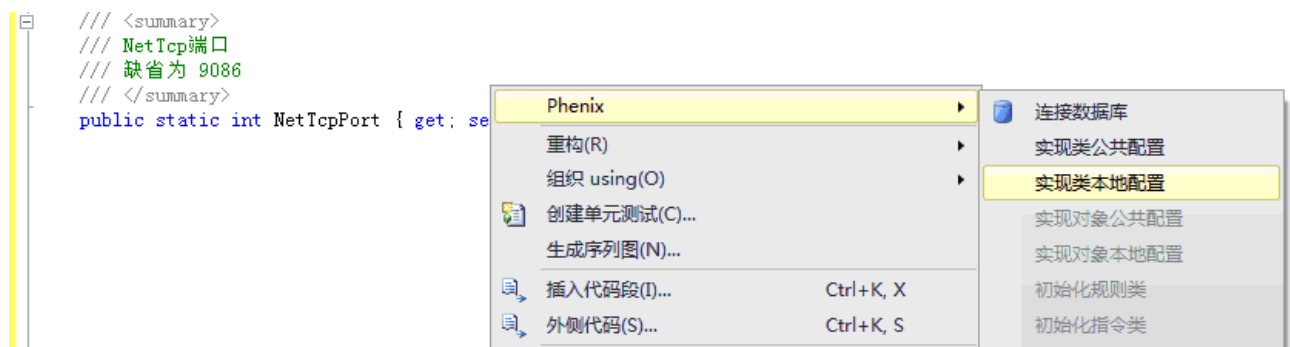 /// <summary>
/// NetTcp端口
/// 缺省为 9086
/// </summary>
public static int NetTcpPort { get; se
Phenix
重构(R)
组织 using(O)
创建单元测试(C)...
生成序列图(N)...
插入代码段(I)... Ctrl+K, X
外侧代码(S)... Ctrl+K, S
连接数据库
实现类公共配置
实现类本地配置
实现对象公共配置
实现对象本地配置
初始化规则类
初始化指令类